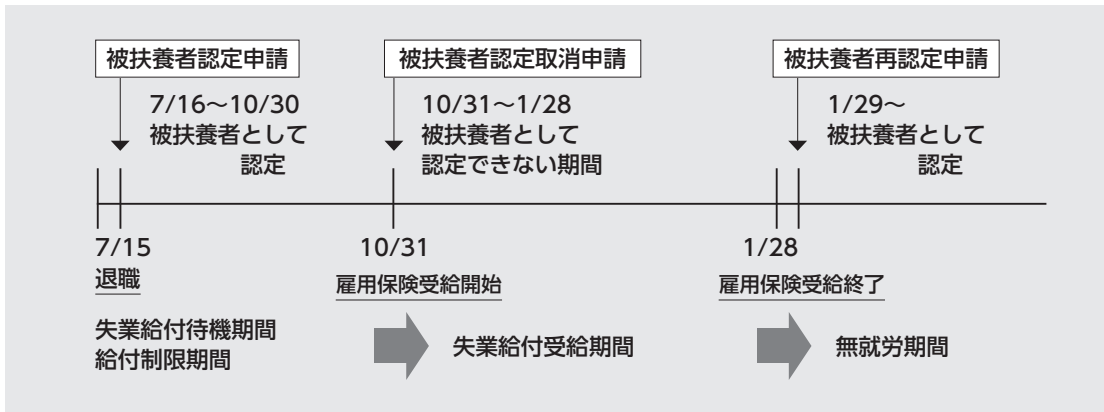 被扶養者認定申請
被扶養者認定取消申請
被扶養者再認定申請
7/16～10/30
被扶養者として
認定
10/31～1/28
被扶養者として
認定できない期間
1/29～
被扶養者として
認定
7/15
退職
10/31
雇用保険受給開始
1/28
雇用保険受給終了
失業給付待機期間
給付制限期間
失業給付受給期間
無就労期間